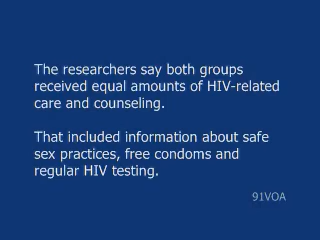 The researchers say both groups
received equal amounts of HIV-related
care and counseling.
That included information about safe
sex practices, free condoms and
regular HIV testing.
91VOA